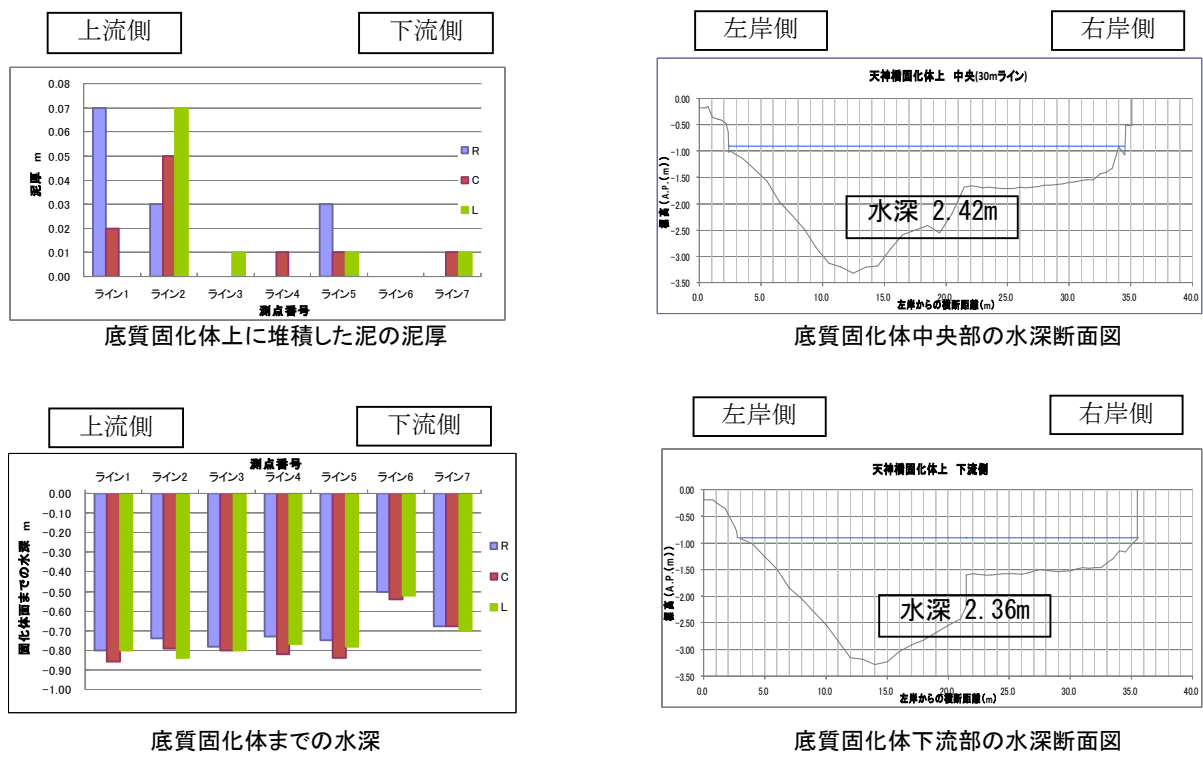 上流側
下流側
0.08
0.07
0.06
0.05
0.04
0.03
0.02
0.01
0.00
泥厚 m
R
C
L
ライン1 ライン2 ライン3 ライン4 ライン5 ライン6 ライン7
測点番号
底質固化体上に堆積した泥の泥厚
左岸側
右岸側
天神橋固化体上 中央(30mライン)
0.00
-0.50
-1.00
-1.50
-2.00
-2.50
-3.00
-3.50
標高(A.P.(m))
水深 2.42m
0.0 5.0 10.0 15.0 20.0 25.0 30.0 35.0 40.0
左岸からの横断距離(m)
底質固化体中央部の水深断面図
上流側
下流側
測点番号
ライン1 ライン2 ライン3 ライン4 ライン5 ライン6 ライン7
0.00
-0.10
-0.20
-0.30
-0.40
-0.50
-0.60
-0.70
-0.80
-0.90
-1.00
固化体面までの水深 m
R
C
L
底質固化体までの水深
左岸側
右岸側
天神橋固化体上 下流側
0.00
-0.50
-1.00
-1.50
-2.00
-2.50
-3.00
-3.50
標高(A.P.(m))
水深 2.36m
0.0 5.0 10.0 15.0 20.0 25.0 30.0 35.0 40.0
左岸からの横断距離(m)
底質固化体下流部の水深断面図